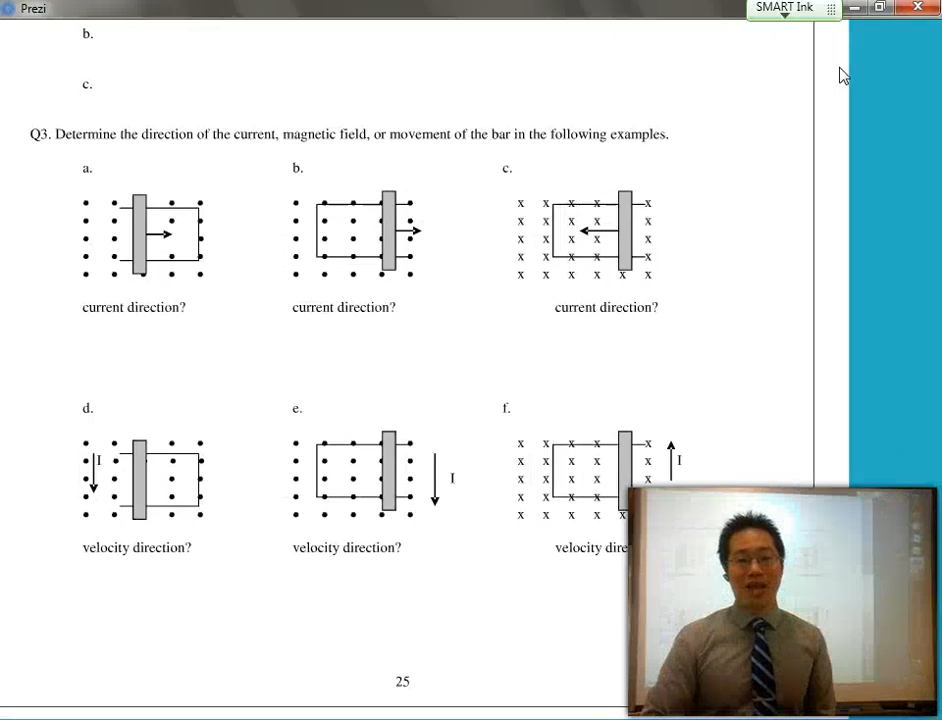 Prezi
SMART Ink
b.
c.
Q3. Determine the direction of the current, magnetic field, or movement of the bar in the following examples.
a. b. c.
x x x x x
x x x x x
x x x x x
x x x x x
x x x x x x
current direction? current direction? current direction?
d. e. f.
x x x x x
I x x x x x I
x x x x x I
x x x x
x x x x x
velocity direction? velocity direction? velocity dire
25